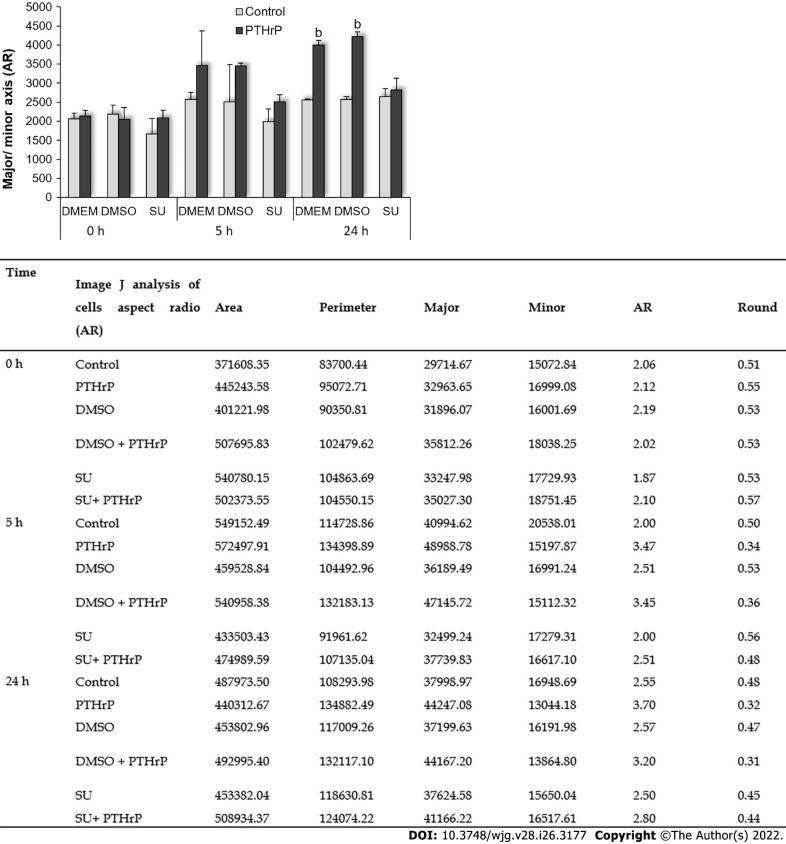 5000
4500
4000
3500
3000
2500
2000
1500
1000
500
0
Major/ minor axis (AR)
Control
PTHrP
b b
DMEM DMSO SU DMEM DMSO SU DMEM DMSO SU
0 h 5 h 24 h
Time Image J analysis of cells aspect radio (AR) Area Perimeter Major Minor AR Round
0 h Control 371608.35 83700.44 29714.67 15072.84 2.06 0.51
PTHrP 445243.58 95072.71 32963.65 16999.08 2.12 0.55
DMSO 401221.98 90350.81 31896.07 16001.69 2.19 0.53
DMSO + PTHrP 507695.83 102479.62 35812.26 18038.25 2.02 0.53
SU 540780.15 104863.69 33247.98 17729.93 1.87 0.53
SU+ PTHrP 502373.55 104550.15 35027.30 18751.45 2.10 0.57
5 h Control 549152.49 114728.86 40994.62 20538.01 2.00 0.50
PTHrP 572497.91 134398.89 48988.78 15197.87 3.47 0.34
DMSO 459528.84 104492.96 36189.49 16991.24 2.51 0.53
DMSO + PTHrP 540958.38 132183.13 47145.72 15112.32 3.45 0.36
SU 433503.43 91961.62 32499.24 17279.31 2.00 0.56
SU+ PTHrP 474989.59 107135.04 37739.83 16617.10 2.51 0.48
24 h Control 487973.50 108293.98 37998.97 16948.69 2.55 0.48
PTHrP 440312.67 134882.49 44247.08 13044.18 3.70 0.32
DMSO 453802.96 117009.26 37199.63 16191.98 2.57 0.47
DMSO + PTHrP 492995.40 132117.10 44167.20 13864.80 3.20 0.31
SU 453382.04 118630.81 37624.58 15650.04 2.50 0.45
SU+ PTHrP 508934.37 124074.22 41166.22 16517.61 2.80 0.44
DOI: 10.3748/wjg.v28.i26.3177 Copyright ©The Author(s) 2022.